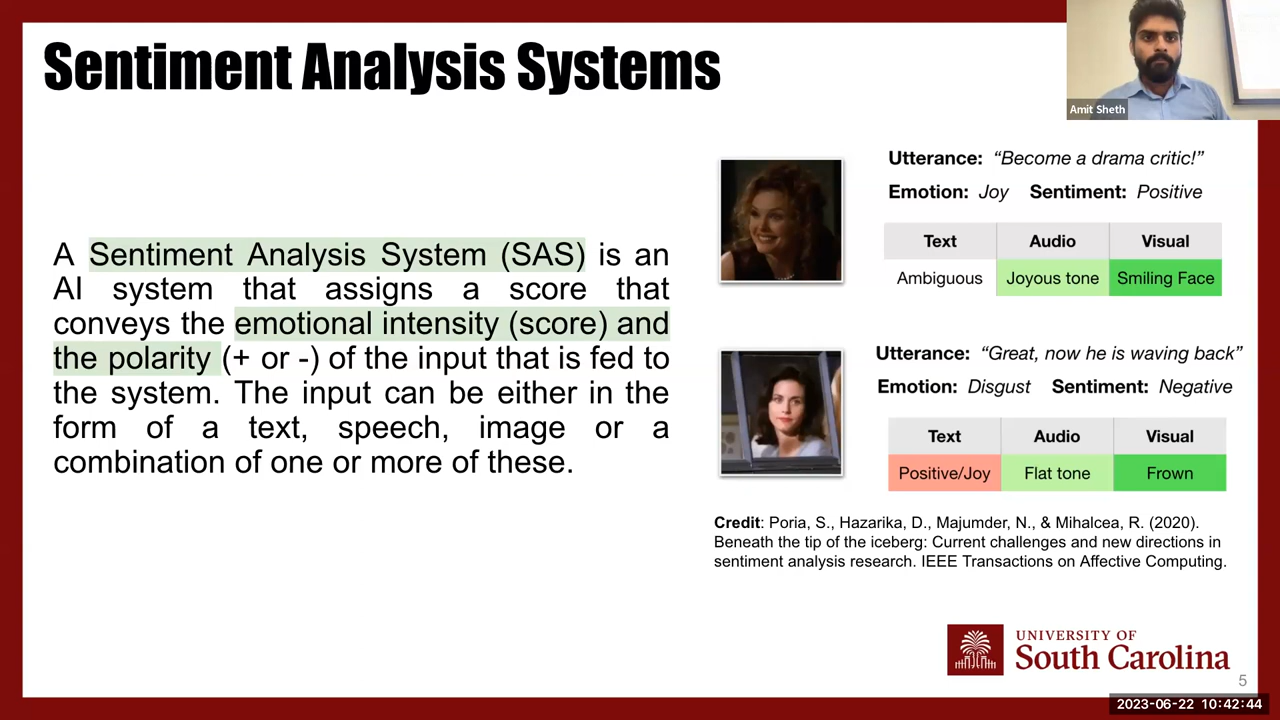 Sentiment Analysis Systems
Amit Sheth
A Sentiment Analysis System (SAS) is an
AI system that assigns a score that
conveys the emotional intensity (score) and
the polarity (+ or -) of the input that is fed to
the system. The input can be either in the
form of a text, speech, image or a
combination of one or more of these.
Utterance: “Become a drama critic!”
Emotion: Joy Sentiment: Positive
Text Audio Visual
Ambiguous Joyous tone Smiling Face
Utterance: “Great, now he is waving back”
Emotion: Disgust Sentiment: Negative
Text Audio Visual
Positive/Joy Flat tone Frown
Credit: Poria, S., Hazarika, D., Majumder, N., & Mihalcea, R. (2020).
Beneath the tip of the iceberg: Current challenges and new directions in
sentiment analysis research. IEEE Transactions on Affective Computing.
UNIVERSITY OF
South Carolina
5
2023-06-22 10:42:44